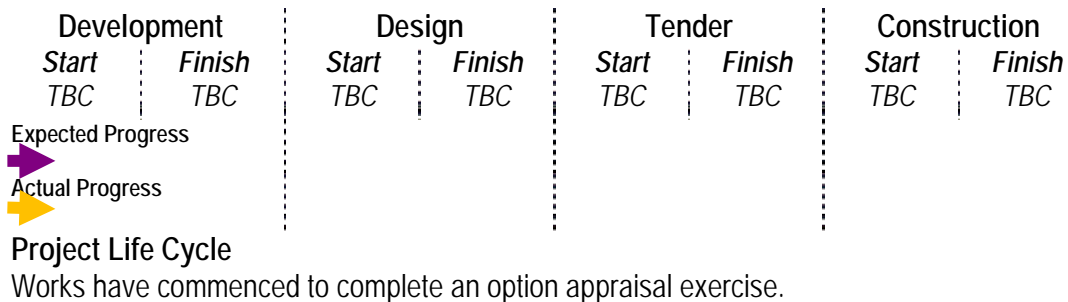 Development Design Tender Construction
Start Finish Start Finish Start Finish Start Finish
TBC TBC TBC TBC TBC TBC TBC TBC
Expected Progress
Actual Progress
Project Life Cycle
Works have commenced to complete an option appraisal exercise.